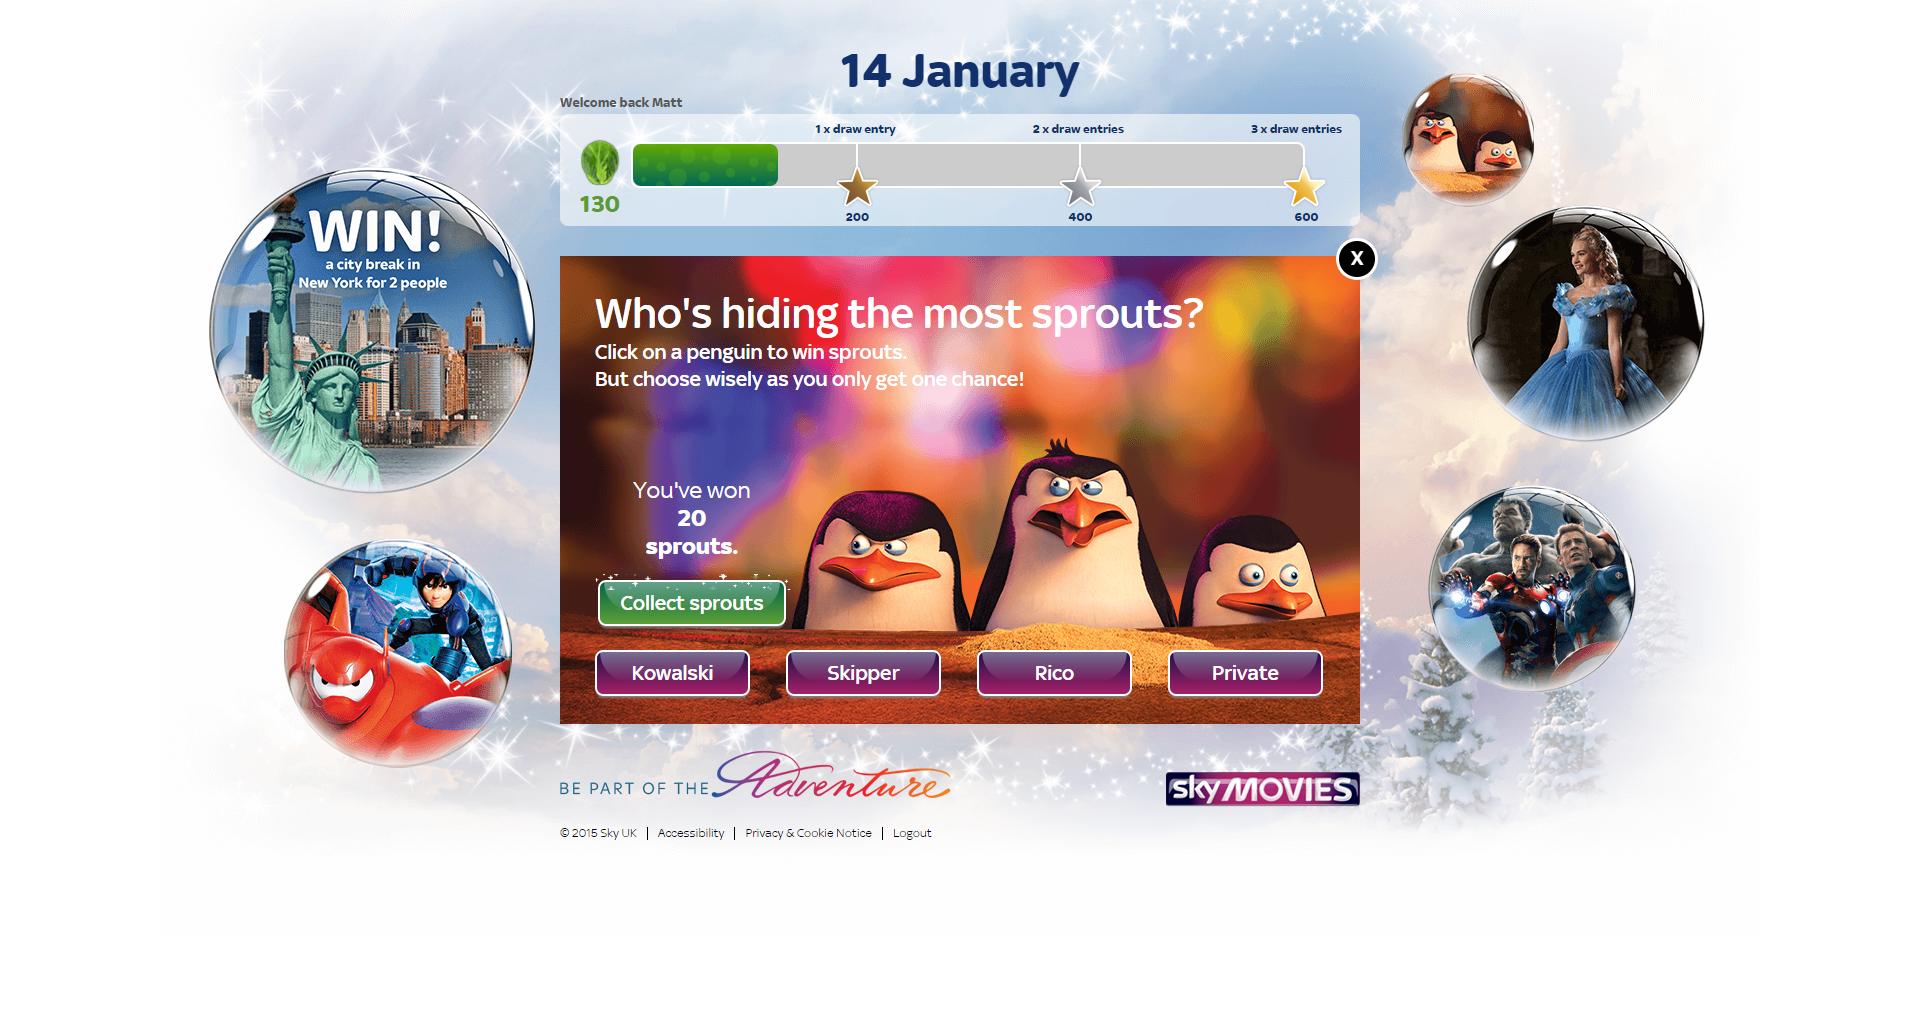 14 January
Welcome back Matt
1 x draw entry
2 x draw entries
3 x draw entries
130
200
400
600
WIN!
a city break in
New York for 2 people
X
Who's hiding the most sprouts?
Click on a penguin to win sprouts.
But choose wisely as you only get one chance!
You've won
20
sprouts.
Collect sprouts
Kowalski
Skipper
Rico
Private
BE PART OF THE Adventure
sky MOVIES
© 2015 Sky UK | Accessibility | Privacy & Cookie Notice | Logout